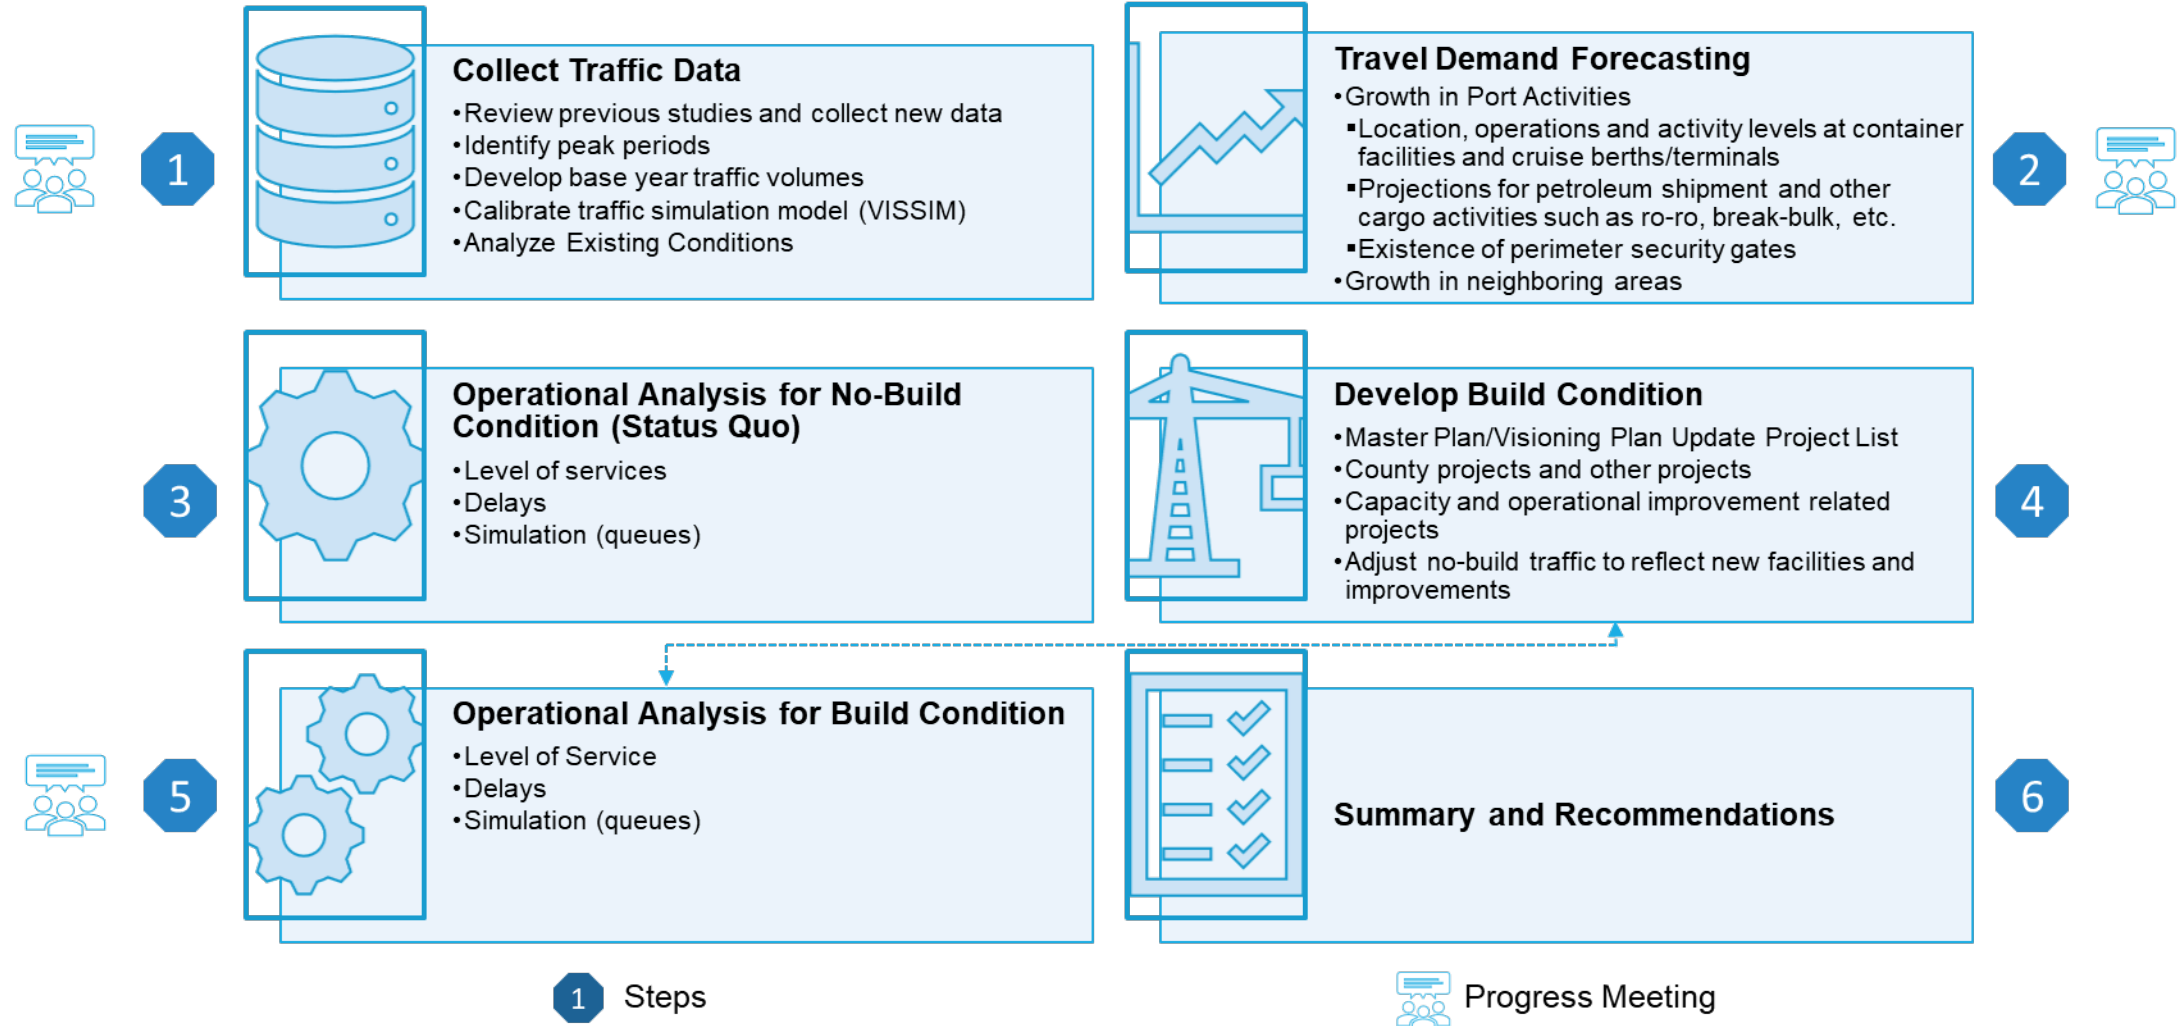 1
Collect Traffic Data
•Review previous studies and collect new data
•Identify peak periods
•Develop base year traffic volumes
•Calibrate traffic simulation model (VISSIM)
•Analyze Existing Conditions
Travel Demand Forecasting
•Growth in Port Activities
▪Location, operations and activity levels at container
facilities and cruise berths/terminals
▪Projections for petroleum shipment and other
cargo activities such as ro-ro, break-bulk, etc.
▪Existence of perimeter security gates
•Growth in neighboring areas
2
3
Operational Analysis for No-Build
Condition (Status Quo)
•Level of services
•Delays
•Simulation (queues)
Develop Build Condition
•Master Plan/Visioning Plan Update Project List
•County projects and other projects
•Capacity and operational improvement related
projects
•Adjust no-build traffic to reflect new facilities and
improvements
4
5
Operational Analysis for Build Condition
•Level of Service
•Delays
•Simulation (queues)
Summary and Recommendations
6
1 Steps
Progress Meeting